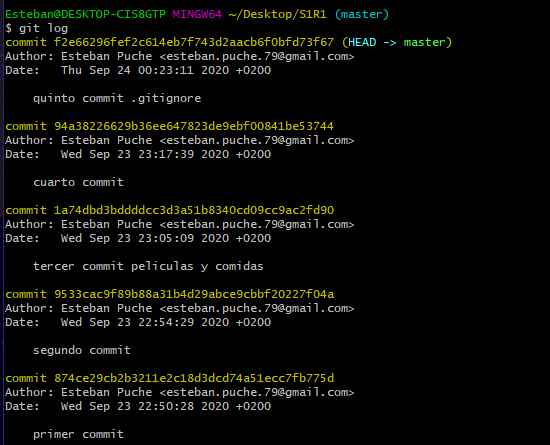 Esteban@DESKTOP-CIS8GTP MINGW64 ~/Desktop/S1R1 (master)
$ git log
commit f2e66296fef2c614eb7f743d2aacb6f0bfd73f67 (HEAD -> master)
Author: Esteban Puche <esteban.puche.79@gmail.com>
Date:   Thu Sep 24 00:23:11 2020 +0200
    quinto commit .gitignore
commit 94a38226629b36ee647823de9ebf00841be53744
Author: Esteban Puche <esteban.puche.79@gmail.com>
Date:   Wed Sep 23 23:17:39 2020 +0200
    cuarto commit
commit 1a74dbd3bddddcc3d3a51b8340cd09cc9ac2fd90
Author: Esteban Puche <esteban.puche.79@gmail.com>
Date:   Wed Sep 23 23:05:09 2020 +0200
    tercer commit peliculas y comidas
commit 9533cac9f89b88a31b4d29abce9cbbf20227f04a
Author: Esteban Puche <esteban.puche.79@gmail.com>
Date:   Wed Sep 23 22:54:29 2020 +0200
    segundo commit
commit 874ce29cb2b3211e2c18d3dcd74a51ecc7fb775d
Author: Esteban Puche <esteban.puche.79@gmail.com>
Date:   Wed Sep 23 22:50:28 2020 +0200
    primer commit